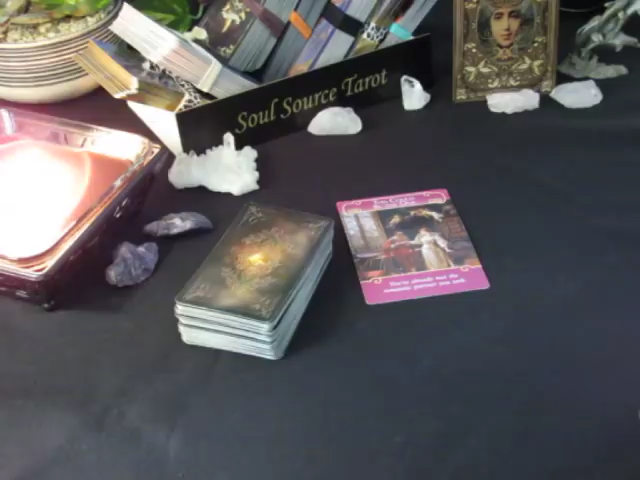 Soul Source Tarot
You've already met the
romantic partner you seek.